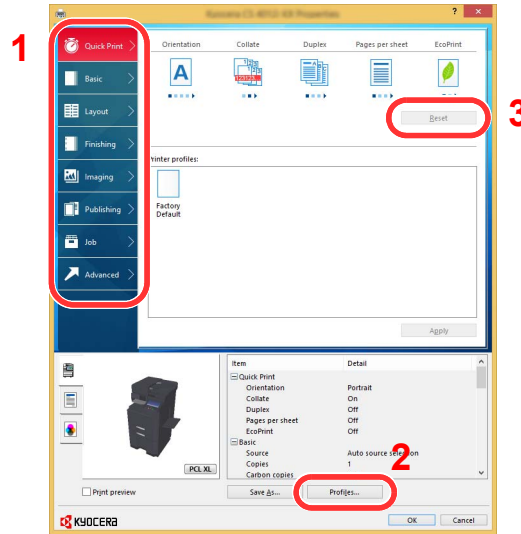 ?
1
Quick Print
Orientation Collate Duplex Pages per sheet EcoPrint
Basic
A
123123
Layout
Reset
3
Finishing
Printer profiles:
Imaging
Factory
Default
Publishing
Job
Advanced
Apply
Item Detail
Quick Print
Orientation Portrait
Collate On
Duplex Off
Pages per sheet Off
EcoPrint Off
Basic
Source Auto source selection
2
Copies 1
Carbon copies
PCL XL
Print preview
Save As...
Profiles...
KYOCERA
OK Cancel